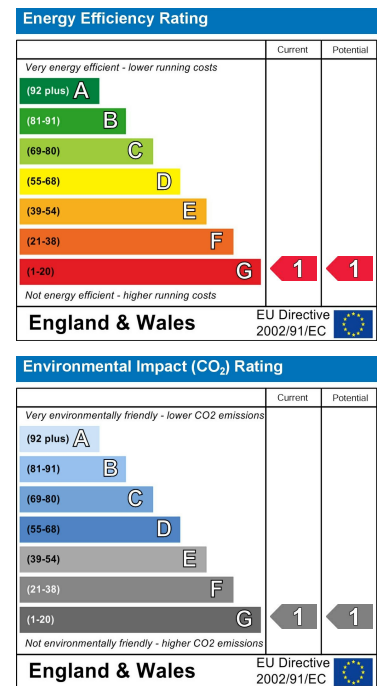 Energy Efficiency Rating
Current Potential
Very energy efficient - lower running costs
(92 plus) A
(81-91) B
(69-80) C
(55-68) D
(39-54) E
(21-38) F
(1-20) G 1 1
Not energy efficient - higher running costs
England & Wales
EU Directive
2002/91/EC
Environmental Impact (CO₂) Rating
Current Potential
Very environmentally friendly - lower CO2 emissions
(92 plus) A
(81-91) B
(69-80) C
(55-68) D
(39-54) E
(21-38) F
(1-20) G 1 1
Not environmentally friendly - higher CO2 emissions
England & Wales
EU Directive
2002/91/EC